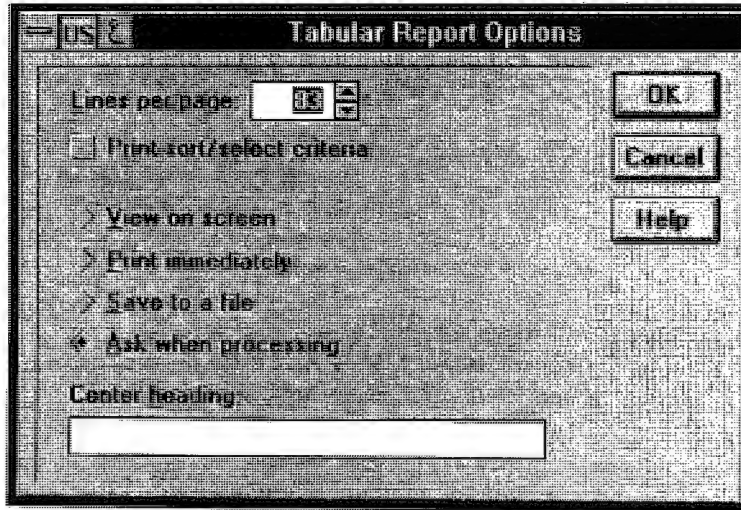 Tabular Report Options
Lines per page:
OK
Print sort/select criteria
Cancel
View on screen
Help
Print immediately
Save to a file
Ask when processing
Center heading: